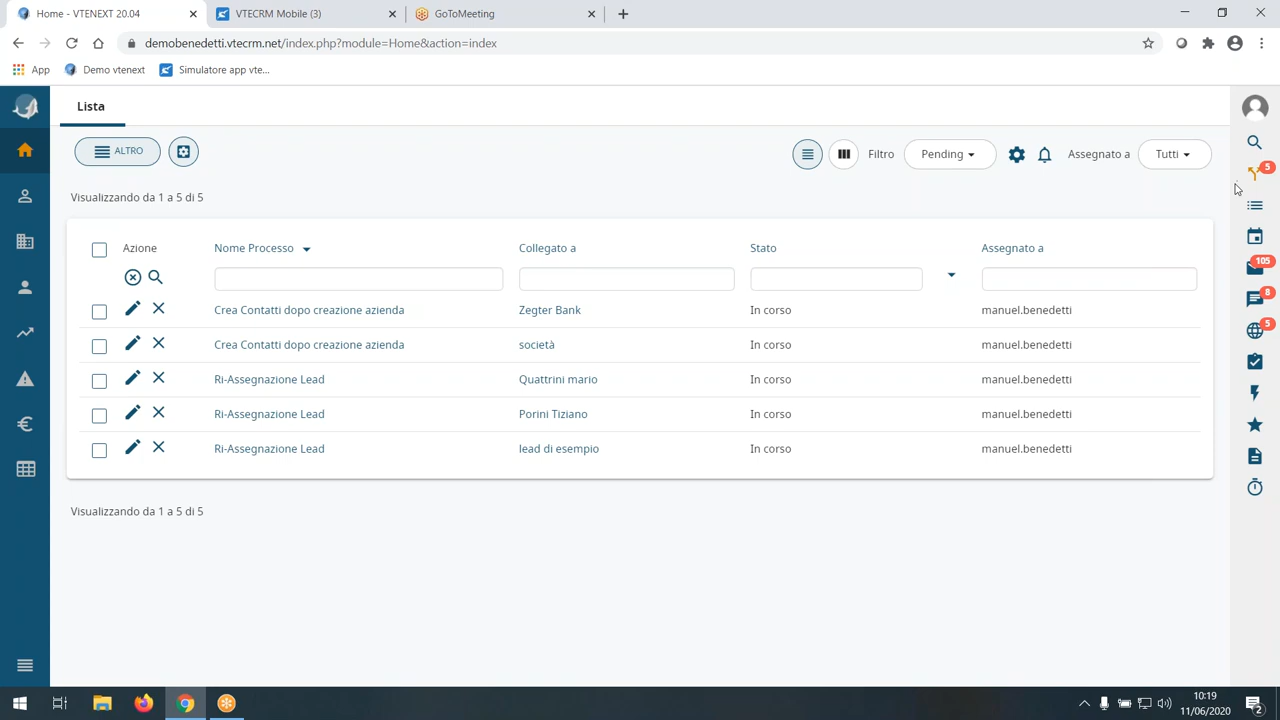 Home - VTENEXT 20.04
VTECRM Mobile (3)
GoToMeeting
demobenedetti.vtecrm.net/index.php?module=Home&action=index
App
Demo vtenext
Simulatore app vte...
Lista
ALTRO
Filtro
Pending
Assegnato a
Tutti
5
Visualizzando da 1 a 5 di 5
Azione
Nome Processo
Collegato a
Stato
Assegnato a
105
8
5
Crea Contatti dopo creazione azienda
Zegter Bank
In corso
manuel.benedetti
Crea Contatti dopo creazione azienda
società
In corso
manuel.benedetti
Ri-Assegnazione Lead
Quattrini mario
In corso
manuel.benedetti
Ri-Assegnazione Lead
Porini Tiziano
In corso
manuel.benedetti
Ri-Assegnazione Lead
lead di esempio
In corso
manuel.benedetti
Visualizzando da 1 a 5 di 5
10:19
11/06/2020
2